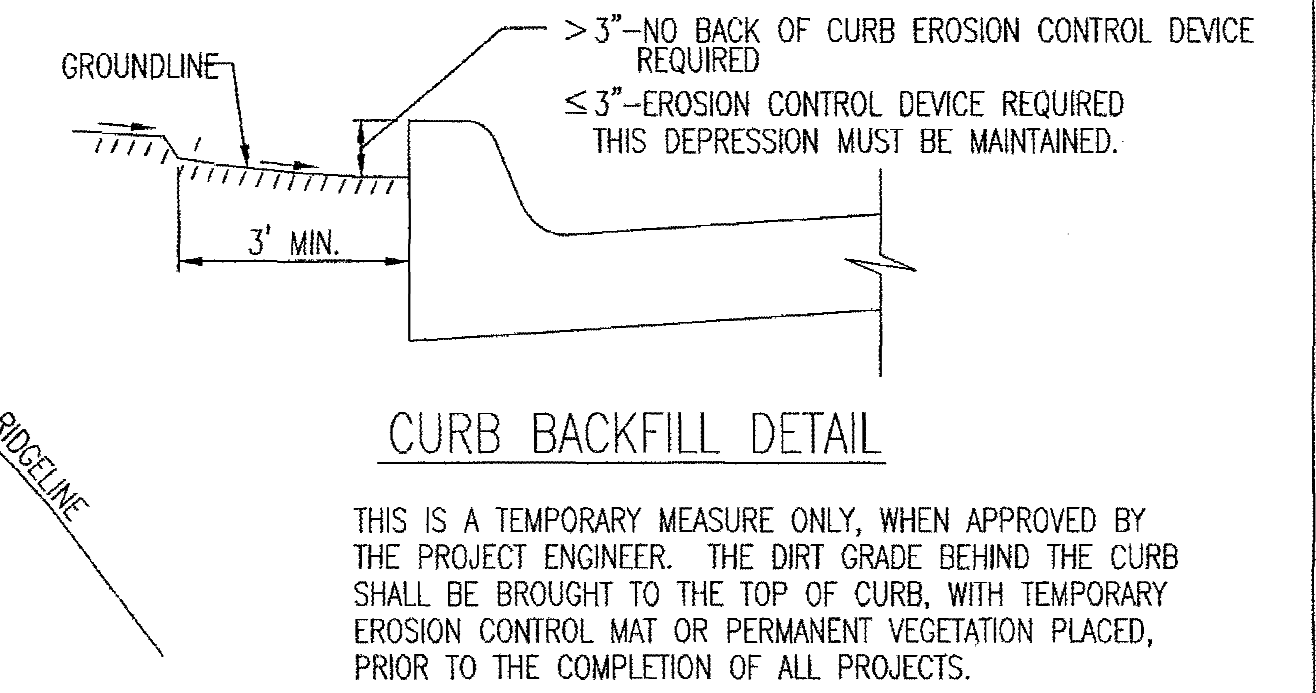 > 3"-NO BACK OF CURB EROSION CONTROL DEVICE
REQUIRED
GROUNDLINE
≤ 3"-EROSION CONTROL DEVICE REQUIRED
THIS DEPRESSION MUST BE MAINTAINED.
3' MIN.
CURB BACKFILL DETAIL
RIDGELINE
THIS IS A TEMPORARY MEASURE ONLY, WHEN APPROVED BY
THE PROJECT ENGINEER. THE DIRT GRADE BEHIND THE CURB
SHALL BE BROUGHT TO THE TOP OF CURB, WITH TEMPORARY
EROSION CONTROL MAT OR PERMANENT VEGETATION PLACED,
PRIOR TO THE COMPLETION OF ALL PROJECTS.